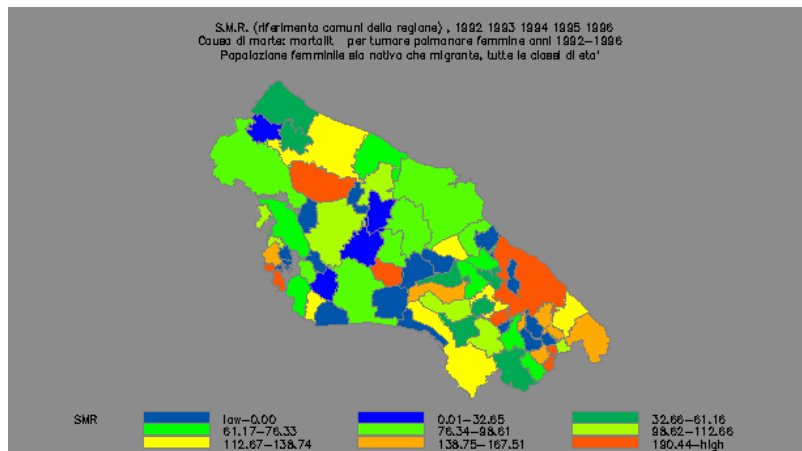 S.M.R. (riferimento comuni della regione) , 1992 1993 1994 1995 1996
Causa di morte: mortalit per tumore polmonare femmine anni 1992-1996
Popolazione femminile sia nativa che migrante, tutte le classi di eta'
SMR low-0.00 0.01-32.65 32.66-61.16
61.17-76.33 76.34-98.61 98.62-112.66
112.67-138.74 138.75-167.51 190.44-high